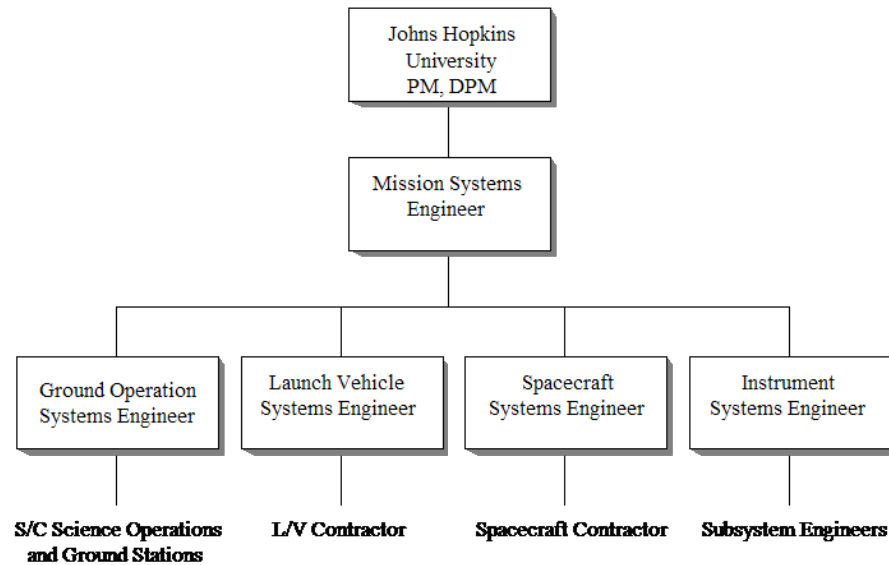 Johns Hopkins
University
PM, DPM
Mission Systems
Engineer
Ground Operation
Systems Engineer
Launch Vehicle
Systems Engineer
Spacecraft
Systems Engineer
Instrument
Systems Engineer
S/C Science Operations
and Ground Stations
L/V Contractor
Spacecraft Contractor
Subsystem Engineers